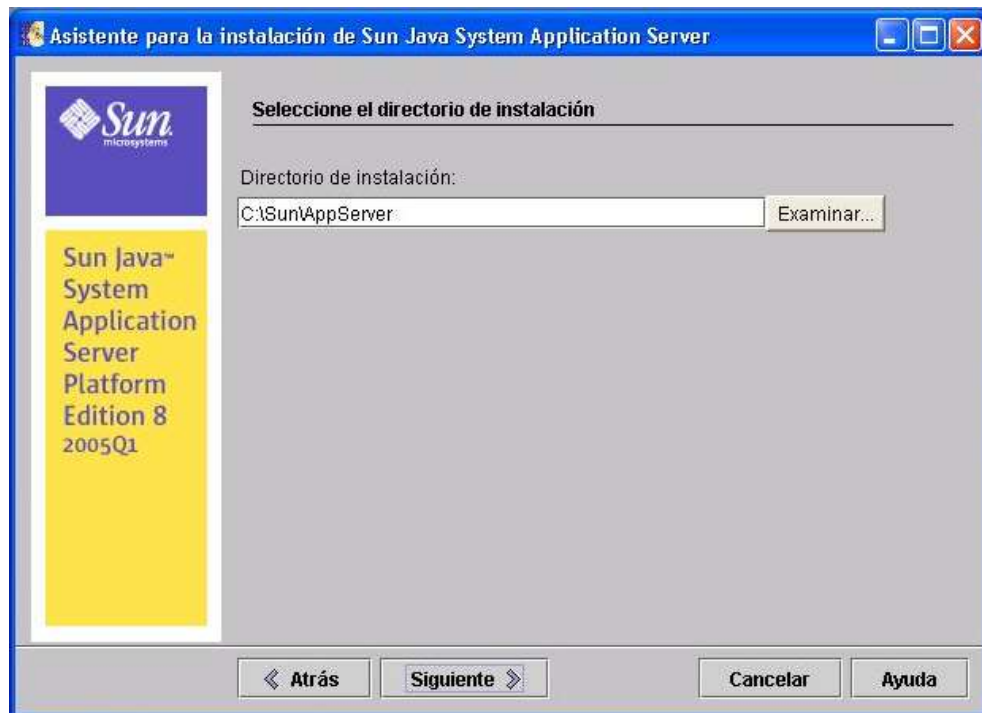 Asistente para la instalación de Sun Java System Application Server
Sun
microsystems
Sun Java™
System
Application
Server
Platform
Edition 8
2005Q1
Seleccione el directorio de instalación
Directorio de instalación:
C:\Sun\AppServer
Examinar...
Atrás
Siguiente
Cancelar
Ayuda